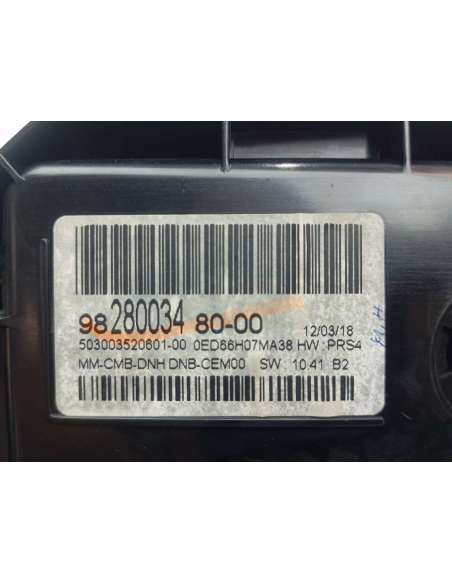 98 280034 80-00 12/03/18
503003520601-00 0ED66H07MA38 HW : PRS4
MM-CMB-DNH DNB-CEM00 SW : 10.41 B2